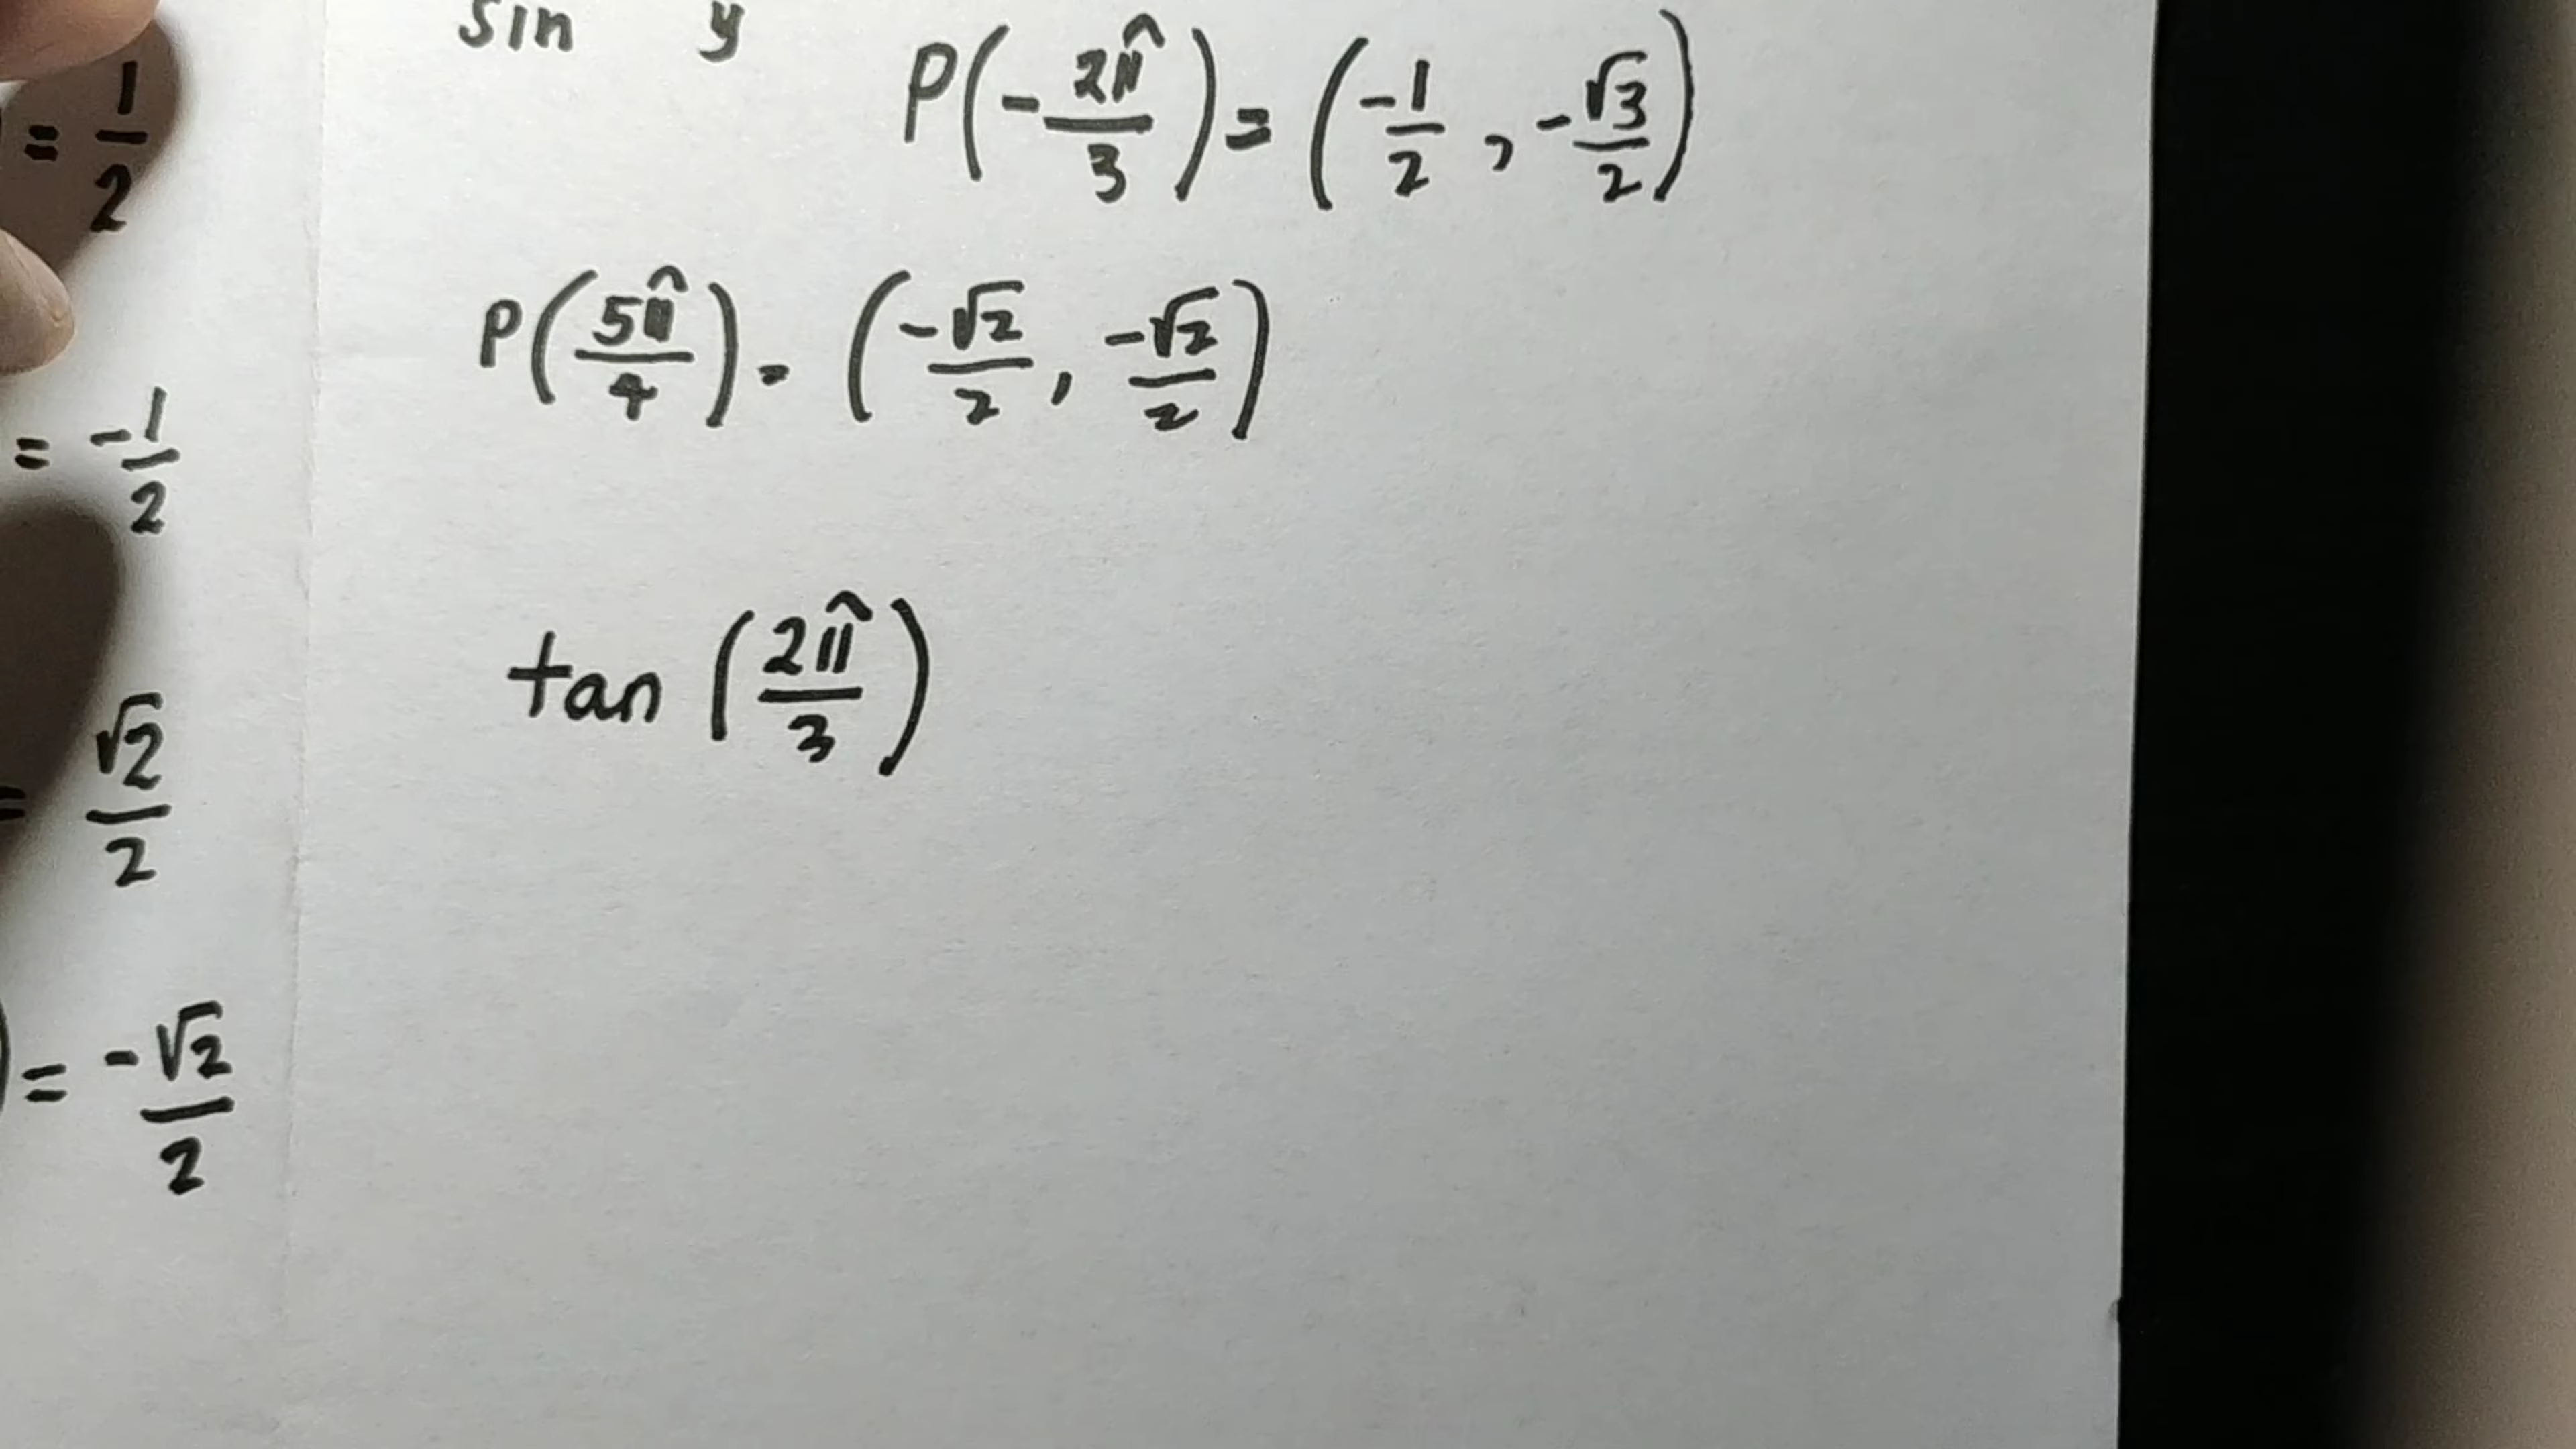 sin y
P(-2π/3) = (-1/2, -√3/2)
= 1/2
P(5π/4) = (-√2/2, -√2/2)
= -1/2
tan (2π/3)
= √2/2
) = -√2/2